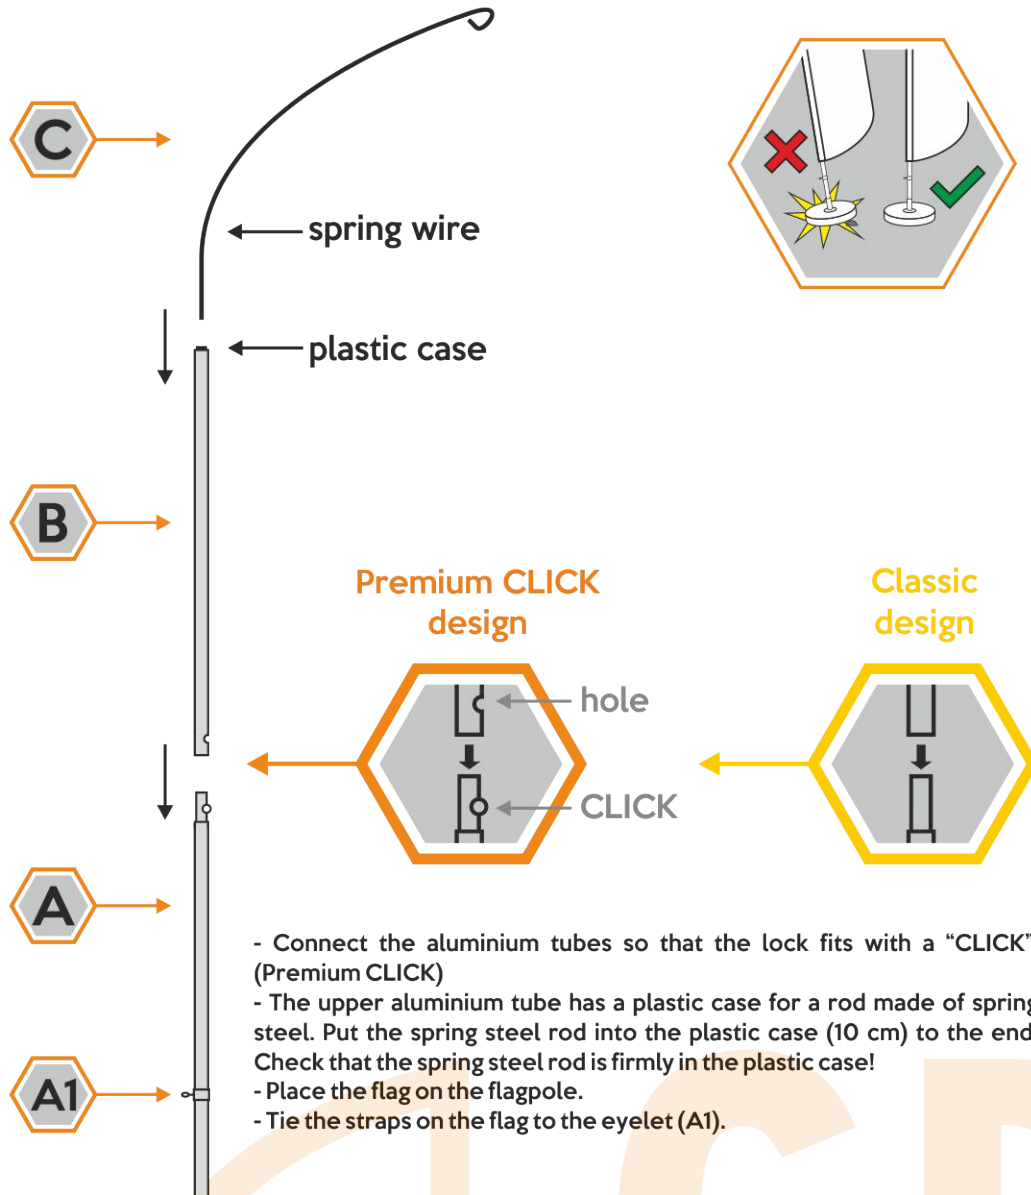 C
spring wire
plastic case
B
Premium CLICK
design
Classic
design
hole
CLICK
A
- Connect the aluminium tubes so that the lock fits with a “CLICK”
(Premium CLICK)
- The upper aluminium tube has a plastic case for a rod made of spring
steel. Put the spring steel rod into the plastic case (10 cm) to the end
Check that the spring steel rod is firmly in the plastic case!
- Place the flag on the flagpole.
- Tie the straps on the flag to the eyelet (A1).
A1